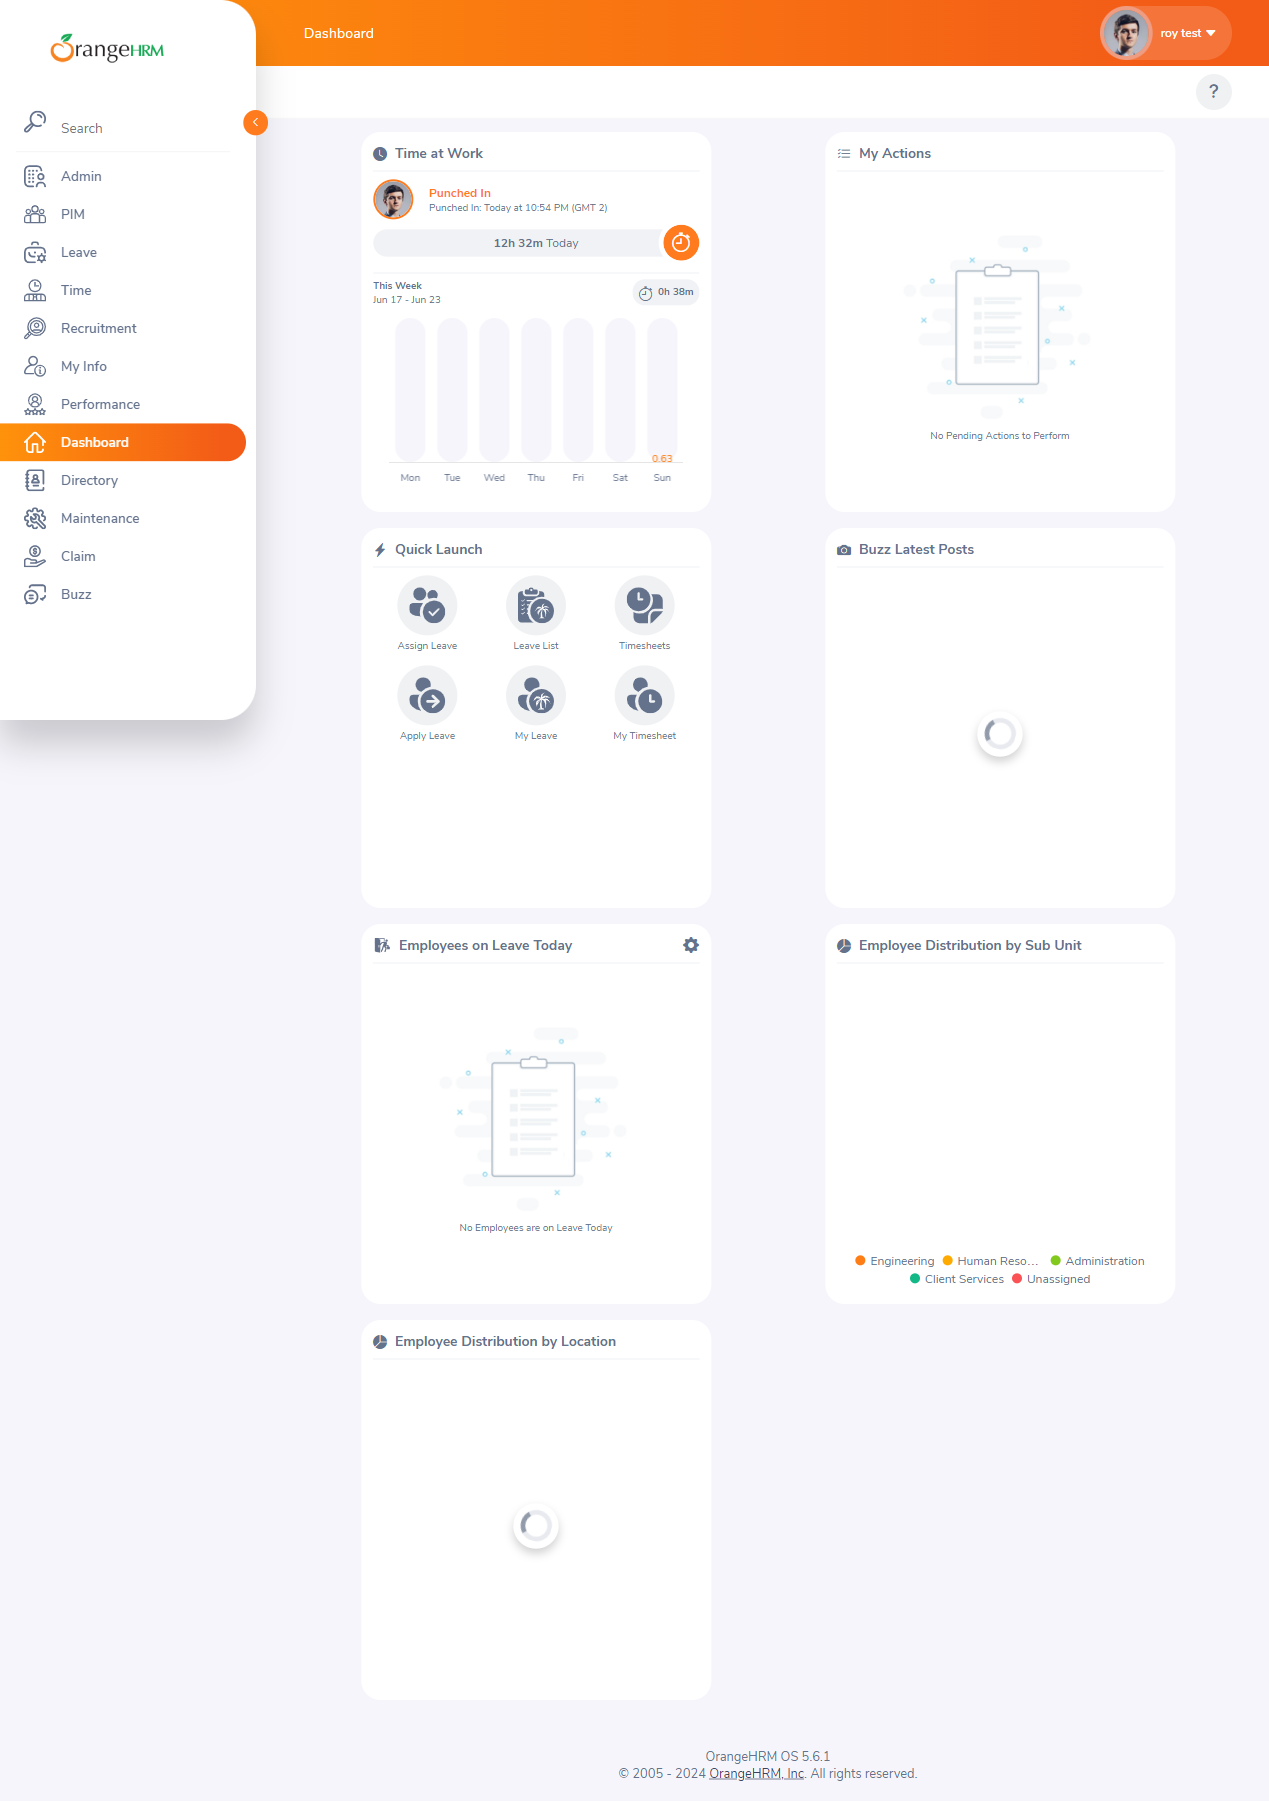 OrangeHRM
Dashboard
roy test
?
Search
Admin
PIM
Leave
Time
Recruitment
My Info
Performance
Dashboard
Directory
Maintenance
Claim
Buzz
Time at Work
Punched In
Punched In: Today at 10:54 PM (GMT 2)
12h 32m Today
This Week
Jun 17 - Jun 23
0h 38m
0.63
Mon Tue Wed Thu Fri Sat Sun
My Actions
No Pending Actions to Perform
Quick Launch
Assign Leave Leave List Timesheets
Apply Leave My Leave My Timesheet
Buzz Latest Posts
Employees on Leave Today
No Employees are on Leave Today
Employee Distribution by Sub Unit
Engineering Human Reso... Administration
Client Services Unassigned
Employee Distribution by Location
OrangeHRM OS 5.6.1
© 2005 - 2024 OrangeHRM, Inc. All rights reserved.